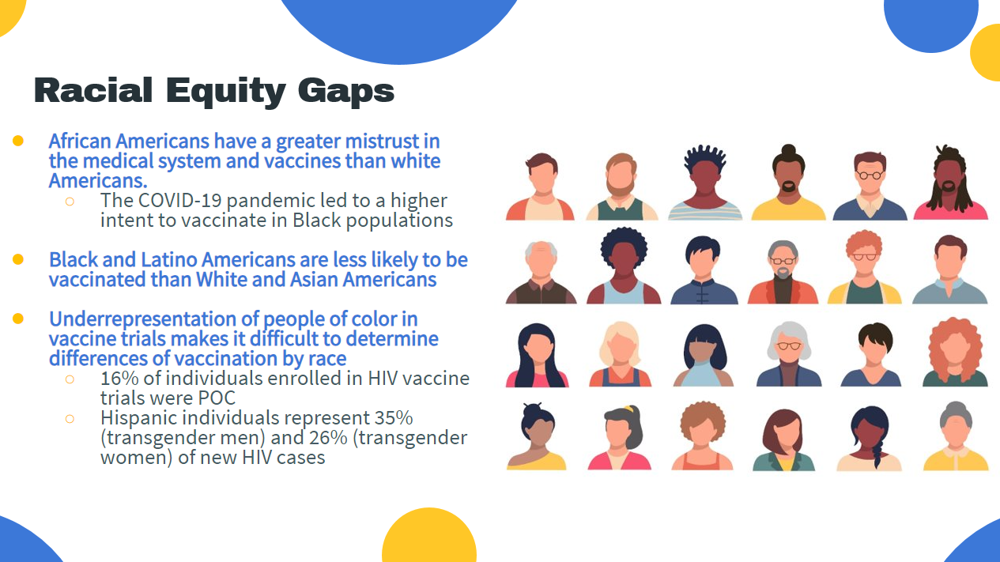 Racial Equity Gaps
African Americans have a greater mistrust in
the medical system and vaccines than white
Americans.
The COVID-19 pandemic led to a higher
intent to vaccinate in Black populations
Black and Latino Americans are less likely to be
vaccinated than White and Asian Americans
Underrepresentation of people of color in
vaccine trials makes it difficult to determine
differences of vaccination by race
16% of individuals enrolled in HIV vaccine
trials were POC
Hispanic individuals represent 35%
(transgender men) and 26% (transgender
women) of new HIV cases